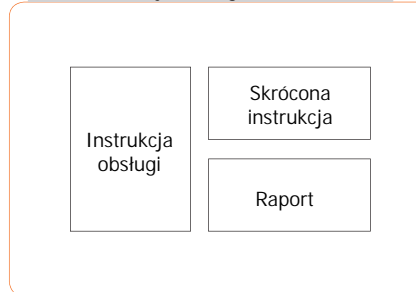 Instrukcja
obsługi
Skrócona
instrukcja
Raport